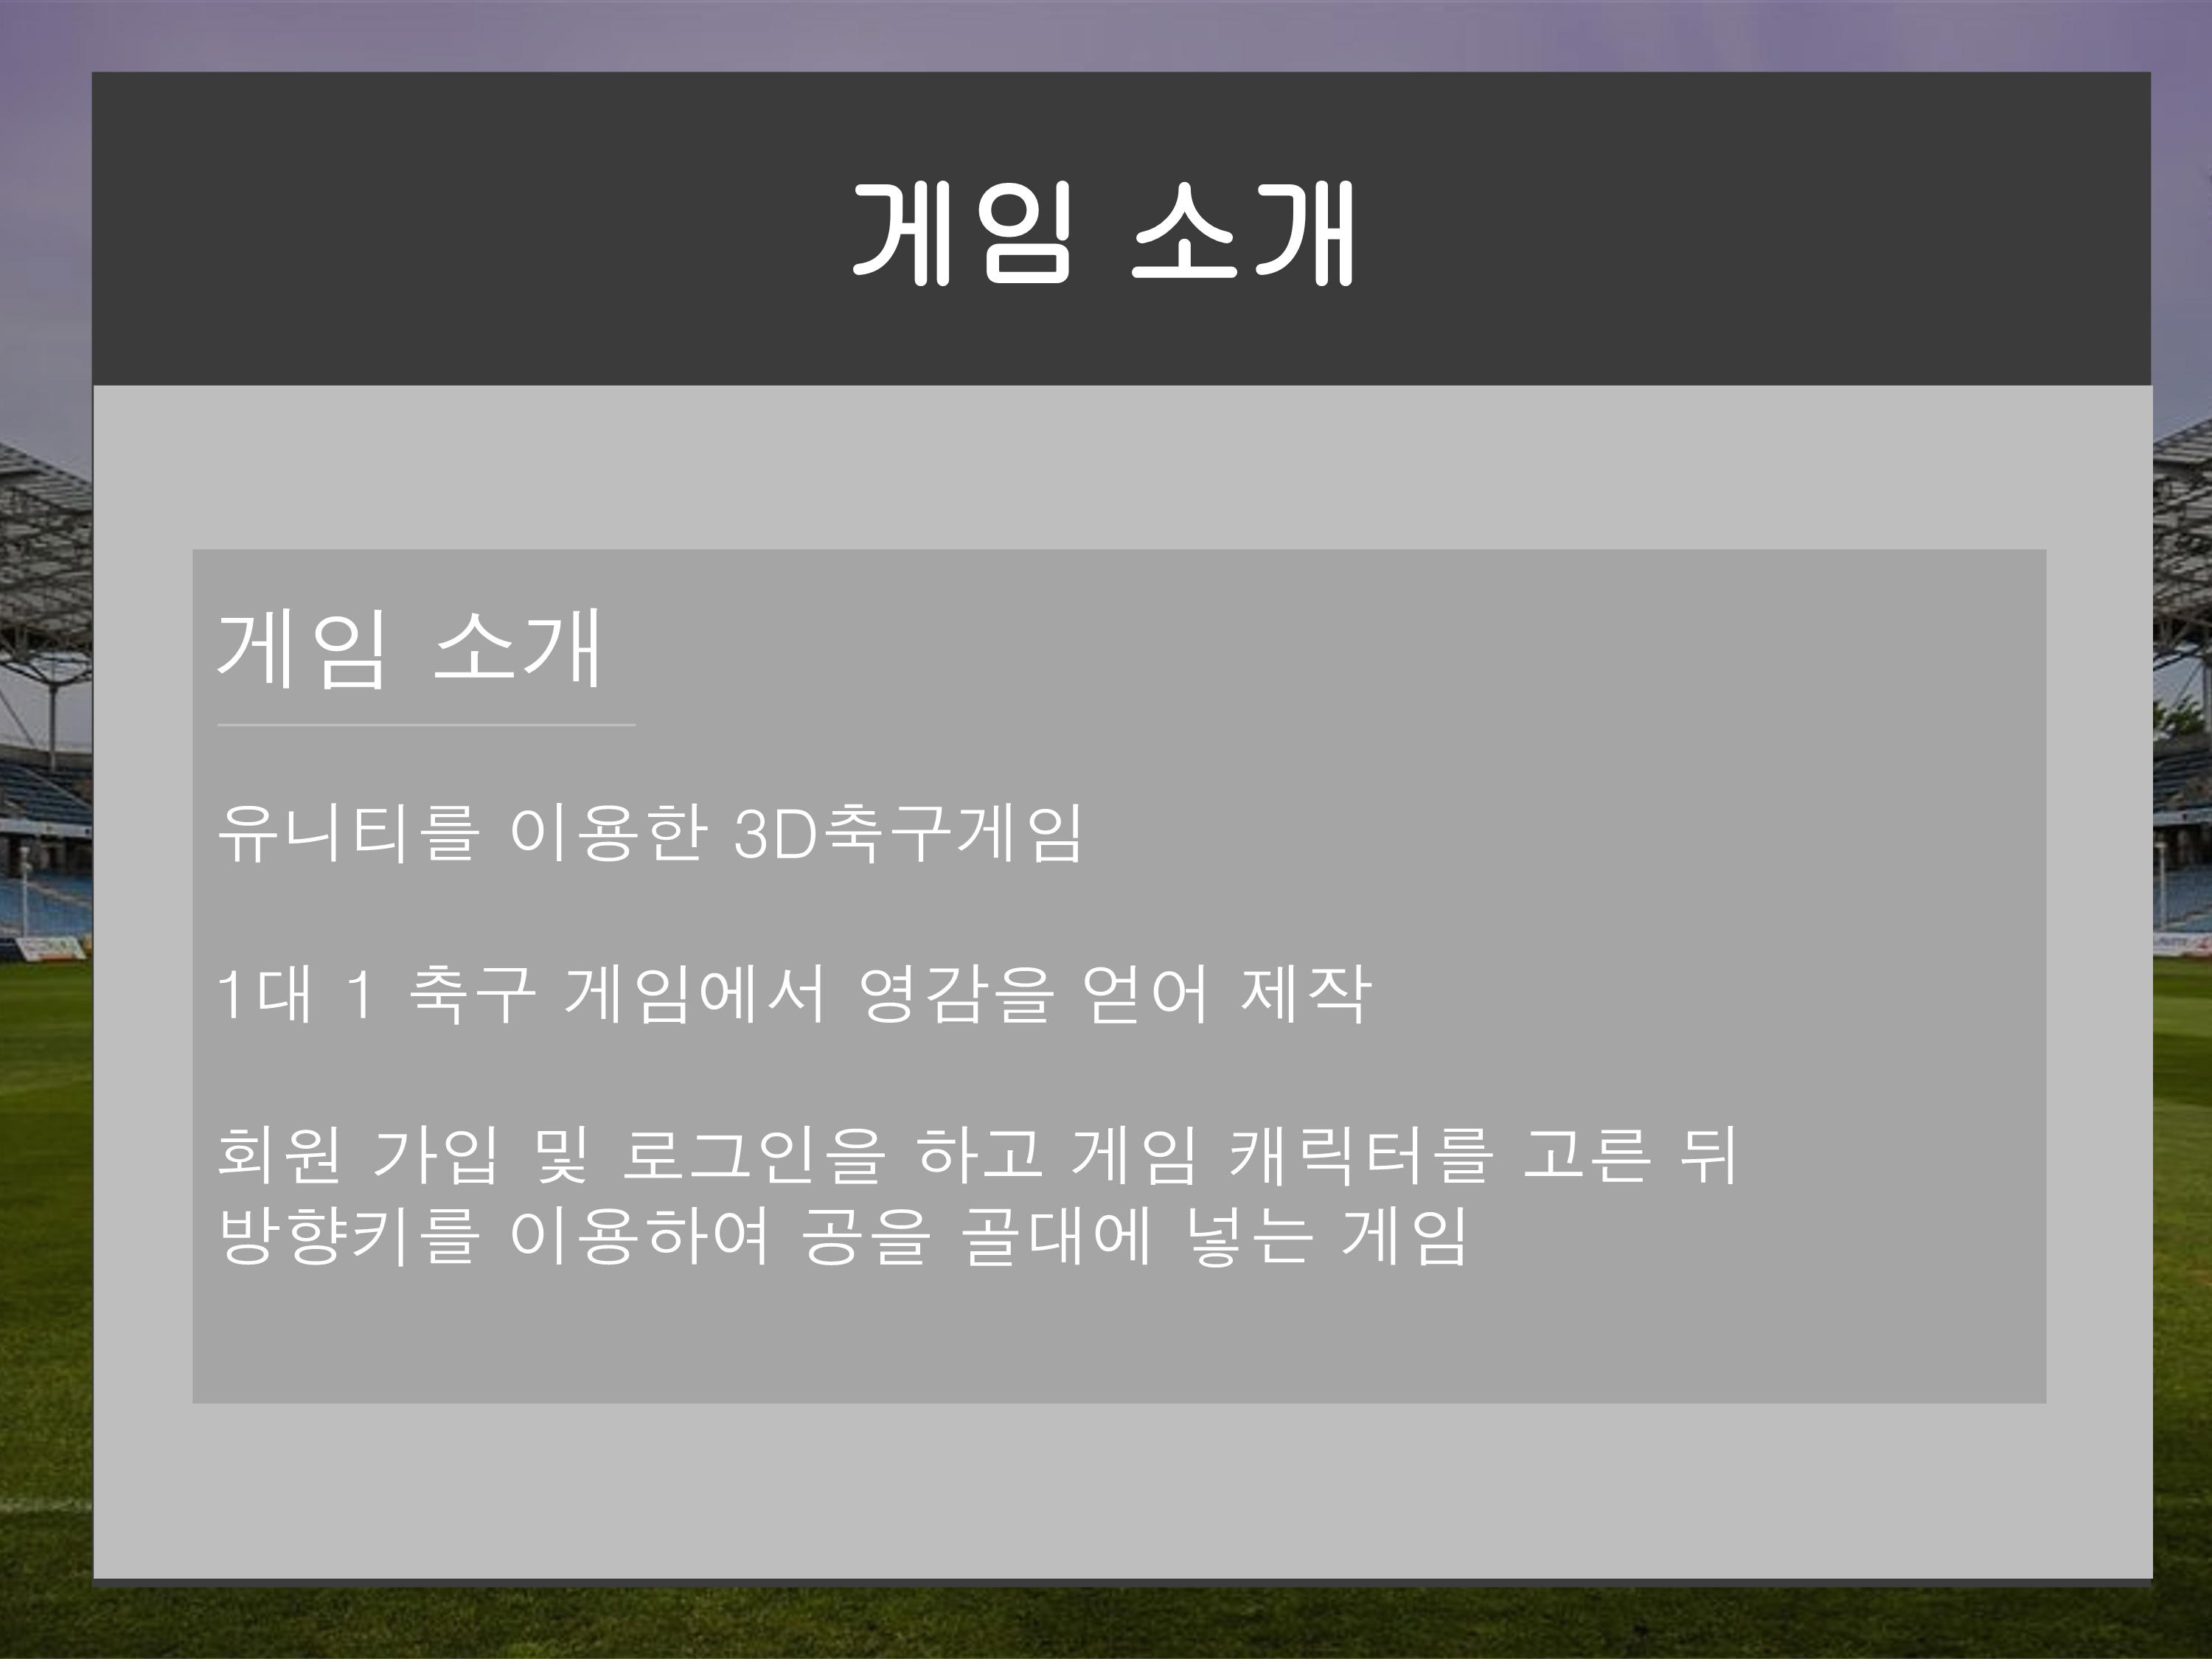 게임 소개
게임 소개
유니티를 이용한 3D축구게임
1대 1 축구 게임에서 영감을 얻어 제작
회원 가입 및 로그인을 하고 게임 캐릭터를 고른 뒤
방향키를 이용하여 공을 골대에 넣는 게임